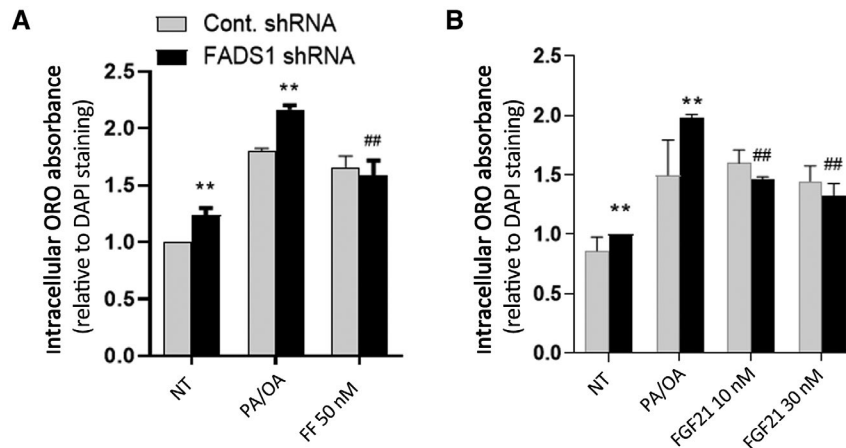 A
Cont. shRNA
FADS1 shRNA
Intracellular ORO absorbance
(relative to DAPI staining)
2.5
2.0
1.5
1.0
0.5
0.0
**
**
##
NT
PA/OA
FF 50 nM
B
Intracellular ORO absorbance
(relative to DAPI staining)
2.5
2.0
1.5
1.0
0.5
0.0
**
**
##
##
NT
PA/OA
FGF21 10 nM
FGF21 30 nM